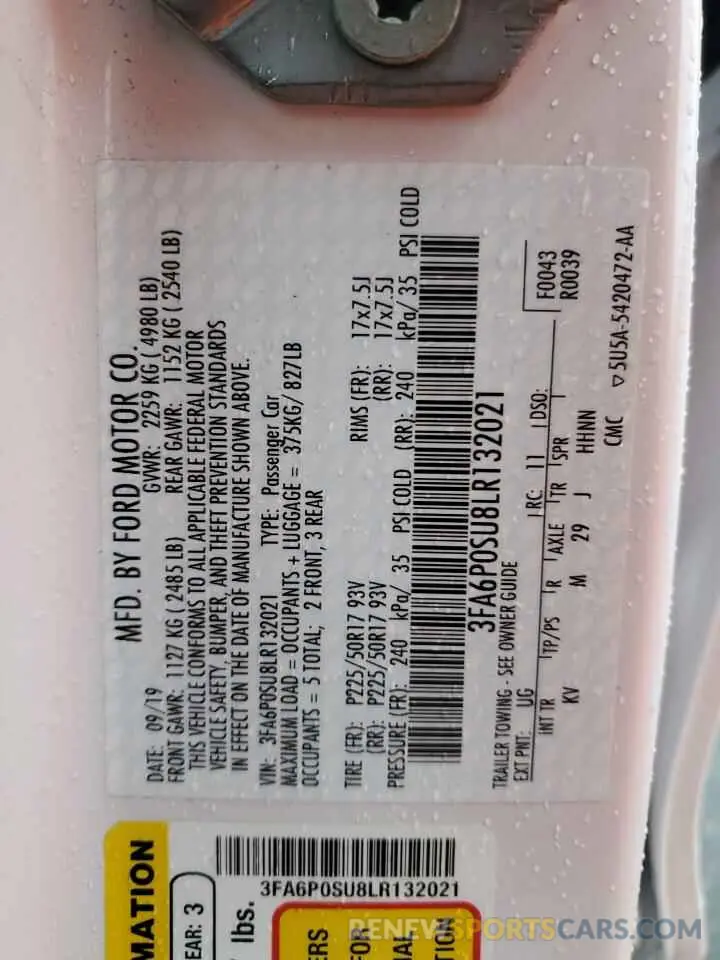 MFD. BY FORD MOTOR CO.
DATE: 09/19 GVWR: 2259 KG ( 4980 LB)
FRONT GAWR: 1127 KG ( 2485 LB) REAR GAWR: 1152 KG ( 2540 LB)
THIS VEHICLE CONFORMS TO ALL APPLICABLE FEDERAL MOTOR
VEHICLE SAFETY, BUMPER, AND THEFT PREVENTION STANDARDS
IN EFFECT ON THE DATE OF MANUFACTURE SHOWN ABOVE.
VIN: 3FA6P0SU8LR132021 TYPE: Passenger Car
MAXIMUM LOAD = OCCUPANTS + LUGGAGE = 375KG/ 827LB
OCCUPANTS = 5 TOTAL; 2 FRONT, 3 REAR
TIRE (FR): P225/50R17 93V RIMS (FR): 17x7.5J
(RR): P225/50R17 93V (RR): 17x7.5J
PRESSURE (FR): 240 kPa/ 35 PSI COLD (RR): 240 kPa/ 35 PSI COLD
3FA6P0SU8LR132021
TRAILER TOWING - SEE OWNER GUIDE
EXT PNT: UG RC: 11 DSO: F0043
R0039
INT TR TP/PS R AXLE TR SPR
KV M 29 J HHNN
CMC ▽5U5A-5420472-AA
MATION
EAR: 3
lbs.
3FA6P0SU8LR132021
ERS
FOR
NAL
TION
RENEWSPORTSCARS.COM